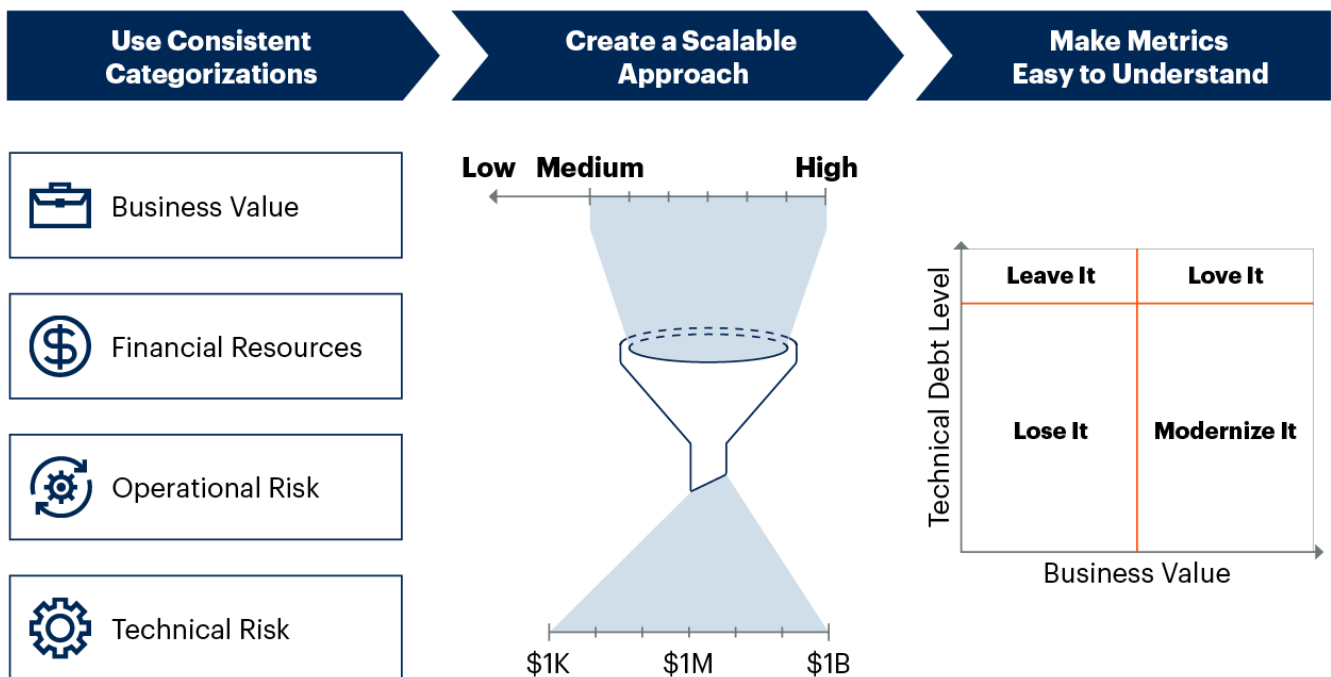 Use Consistent
Categorizations
Create a Scalable
Approach
Make Metrics
Easy to Understand
Business Value
Financial Resources
Operational Risk
Technical Risk
Low Medium High
$1K $1M $1B
Technical Debt Level
Leave It Love It
Lose It Modernize It
Business Value